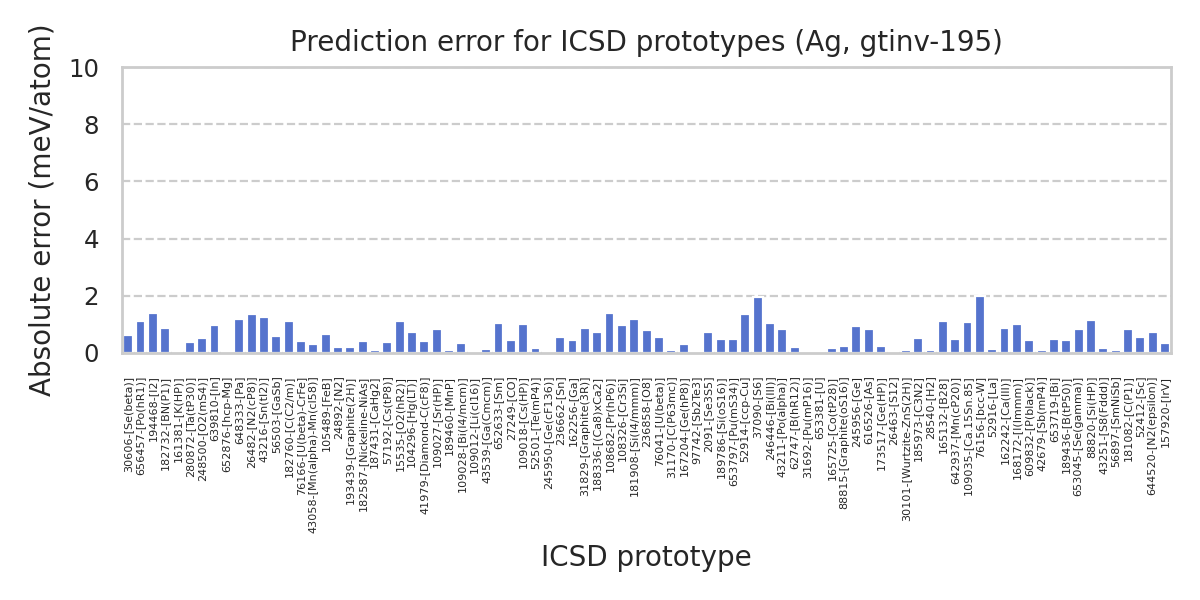 Prediction error for ICSD prototypes (Ag, gtinv-195)
Absolute error (meV/atom)
10
8
6
4
2
0
30606-[Se(beta)]
656457-[Po(hR1)]
194468-[I2]
182732-[BN(P1)]
161381-[K(HP)]
280872-[Ta(tP30)]
248500-[O2(mS4)]
639810-[In]
652876-[hcp-Mg]
648333-[Pa]
26482-[N2(cP8)]
43216-[Sn(tI2)]
56503-[GaSb]
182760-[C(C2/m)]
76166-[U(beta)-CrFe]
43058-[Mn(alpha)-Mn(cI58)]
105489-[FeB]
24892-[N2]
193439-[Graphite(2H)]
182587-[Nickeline-NiAs]
187431-[CaHg2]
57192-[Cs(tP8)]
15535-[O2(hR2)]
104296-[Hg(LT)]
41979-[Diamond-C(cF8)]
109027-[Sr(HP)]
189460-[MnP]
109028-[Bi(I4/mcm)]
109012-[Li(cI16)]
43539-[Ga(Cmcm)]
652633-[Sm]
27249-[CO]
109018-[Cs(HP)]
52501-[Te(mP4)]
245950-[Ge(cF136)]
236662-[Sn]
162256-[Ga]
31829-[Graphite(3R)]
188336-[(Ca8)xCa2]
108682-[Pr(hP6)]
108326-[Cr3Si]
181908-[Si(I4/mmm)]
236858-[O8]
76041-[U(beta)]
31170-[C(P63mc)]
167204-[Ge(hP8)]
97742-[Sb2Te3]
2091-[Se3S5]
189786-[Si(oS16)]
653797-[Pu(mS34)]
52914-[ccp-Cu]
37090-[S6]
246446-[Bi(III)]
43211-[Po(alpha)]
62747-[B(hR12)]
31692-[Pu(mP16)]
653381-[U]
165725-[Co(tP28)]
88815-[Graphite(oS16)]
245956-[Ge]
616526-[As]
173517-[Ge(HP)]
26463-[S12]
30101-[Wurtzite-ZnS(2H)]
185973-[C3N2]
28540-[H2]
165132-[B28]
642937-[Mn(cP20)]
109035-[Ca.15Sn.85]
76156-[bcc-W]
52916-[La]
162242-[Ca(III)]
168172-[I(Immm)]
609832-[P(black)]
42679-[Sb(mP4)]
653719-[Bi]
189436-[B(tP50)]
653045-[Se(gamma)]
88820-[Si(HP)]
43251-[S8(Fddd)]
56897-[SmNiSb]
181082-[C(P1)]
52412-[Sc]
644520-[N2(epsilon)]
157920-[IrV]
ICSD prototype